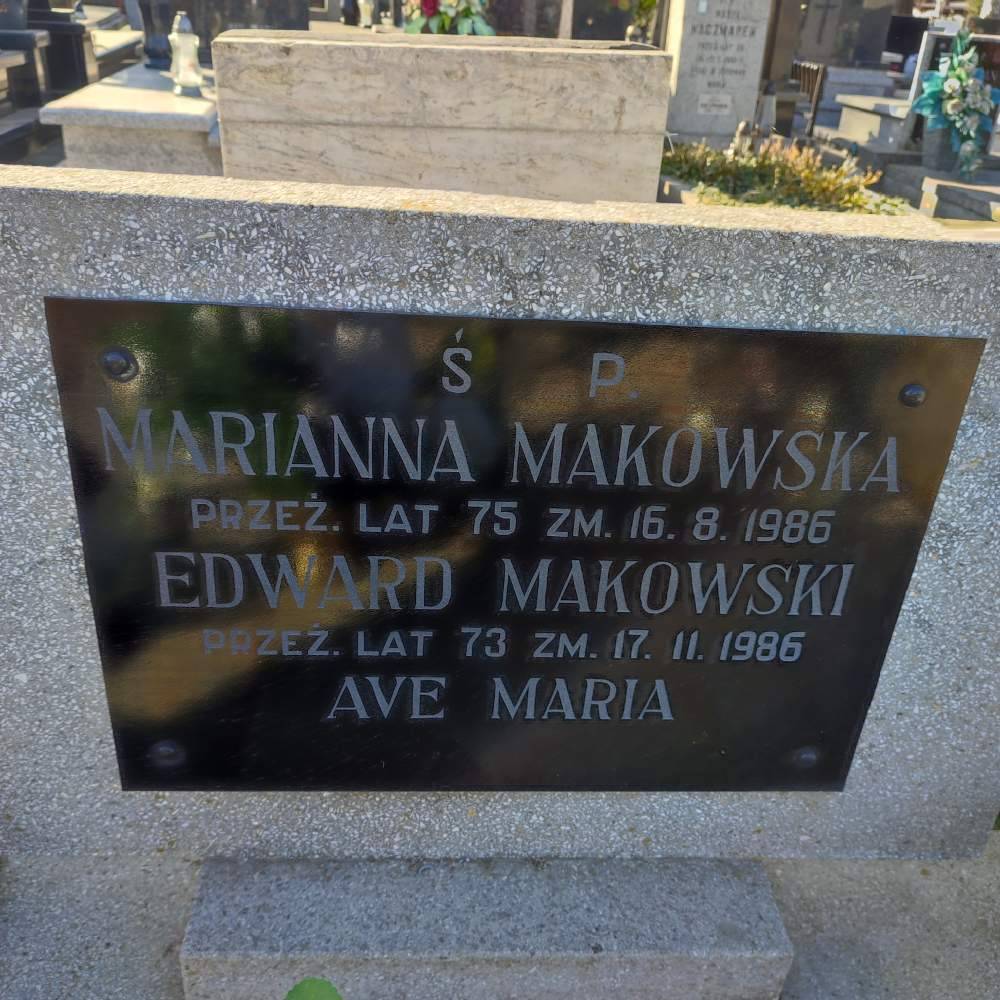 Ś P.
MARIANNA MAKOWSKA
PRZEŻ. LAT 75 ZM. 16. 8. 1986
EDWARD MAKOWSKI
PRZEŻ. LAT 73 ZM. 17. 11. 1986
AVE MARIA